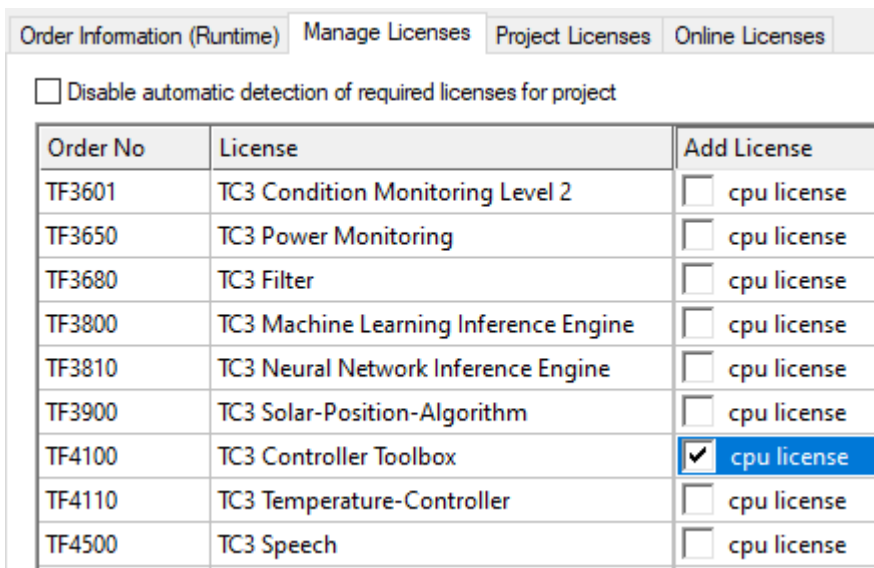 Order Information (Runtime) Manage Licenses Project Licenses Online Licenses
Disable automatic detection of required licenses for project
Order No License Add License
TF3601 TC3 Condition Monitoring Level 2 cpu license
TF3650 TC3 Power Monitoring cpu license
TF3680 TC3 Filter cpu license
TF3800 TC3 Machine Learning Inference Engine cpu license
TF3810 TC3 Neural Network Inference Engine cpu license
TF3900 TC3 Solar-Position-Algorithm cpu license
TF4100 TC3 Controller Toolbox cpu license
TF4110 TC3 Temperature-Controller cpu license
TF4500 TC3 Speech cpu license